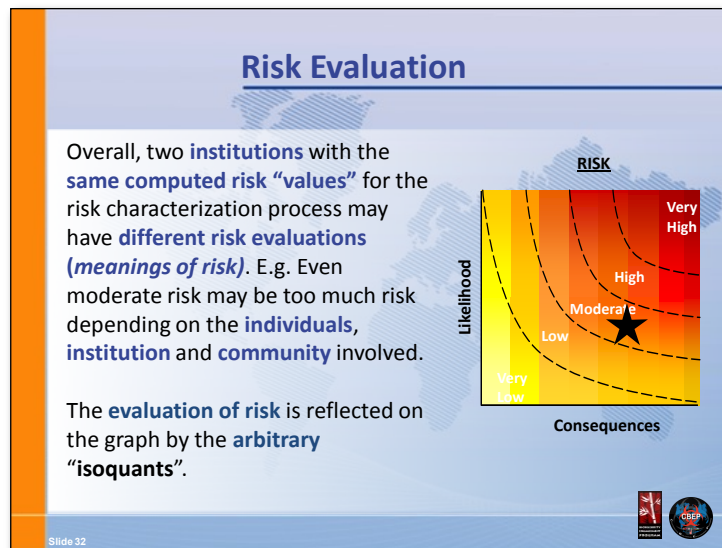 Risk Evaluation
Overall, two institutions with the
same computed risk “values” for the
risk characterization process may
have different risk evaluations
(meanings of risk). E.g. Even
moderate risk may be too much risk
depending on the individuals,
institution and community involved.
The evaluation of risk is reflected on
the graph by the arbitrary
“isoquants”.
RISK
Likelihood
Very
High
High
Moderate
Low
Very
Low
Consequences
BIOSECURITY
ENGAGEMENT
PROGRAM
CBEP
Slide 32